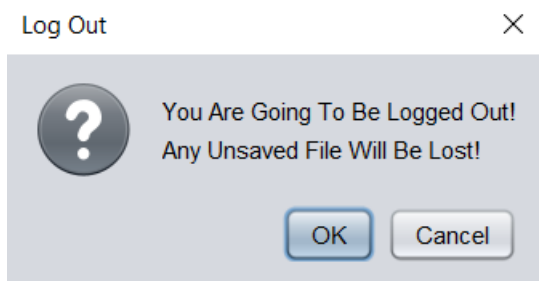 Log Out
You Are Going To Be Logged Out!
Any Unsaved File Will Be Lost!
OK Cancel